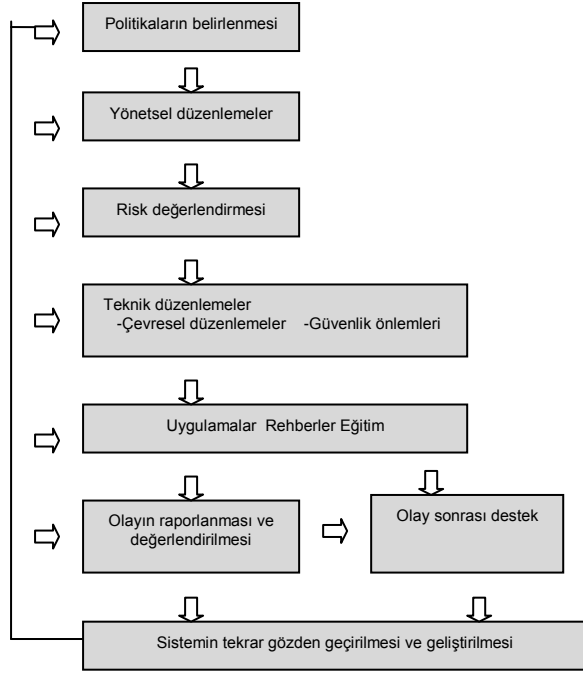 Politikaların belirlenmesi
Yönetsel düzenlemeler
Risk değerlendirmesi
Teknik düzenlemeler
-Çevresel düzenlemeler -Güvenlik önlemleri
Uygulamalar Rehberler Eğitim
Olayın raporlanması ve
değerlendirilmesi
Olay sonrası destek
Sistemin tekrar gözden geçirilmesi ve geliştirilmesi